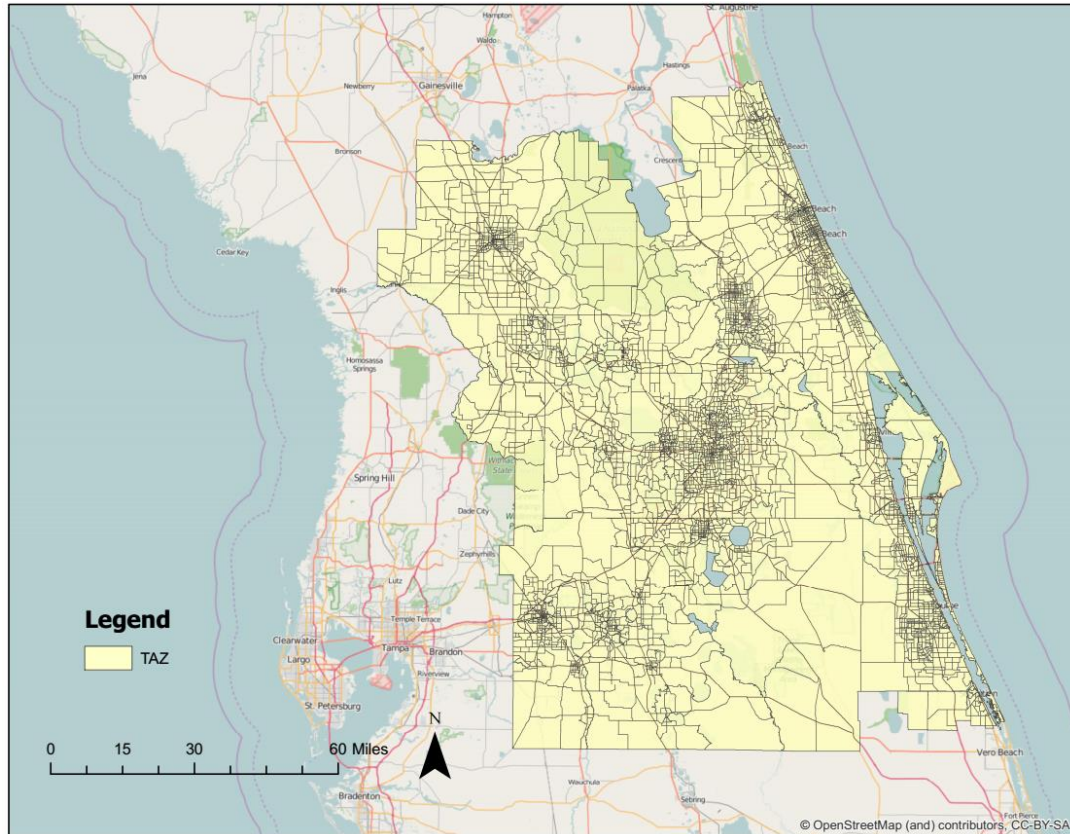 St. Augustine
Hampton
Waldo
Hastings
Jena
Newberry
Gainesville
Palatka
Bronson
Crescent
Beach
Beach
Beach
Cedar Key
Inglis
Homosassa
Springs
Spring Hill
State
Dade City
Zephyrhills
Lutz
Temple Terrace
Clearwater
Largo
Tampa
Brandon
Riverview
St. Petersburg
Legend
TAZ
N
0 15 30 60 Miles
Bradenton
Wauchula
Sebring
Vero Beach
Fort Pierce
© OpenStreetMap (and) contributors, CC-BY-SA